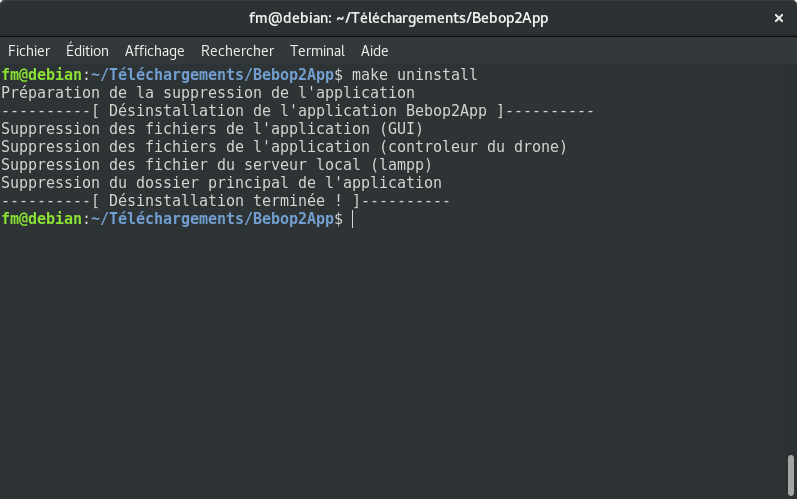 fm@debian: ~/Téléchargements/Bebop2App
Fichier Édition Affichage Rechercher Terminal Aide
fm@debian:~/Téléchargements/Bebop2App$ make uninstall
Préparation de la suppression de l'application
----------[ Désinstallation de l'application Bebop2App ]----------
Suppression des fichiers de l'application (GUI)
Suppression des fichiers de l'application (controleur du drone)
Suppression des fichier du serveur local (lampp)
Suppression du dossier principal de l'application
----------[ Désinstallation terminée ! ]----------
fm@debian:~/Téléchargements/Bebop2App$